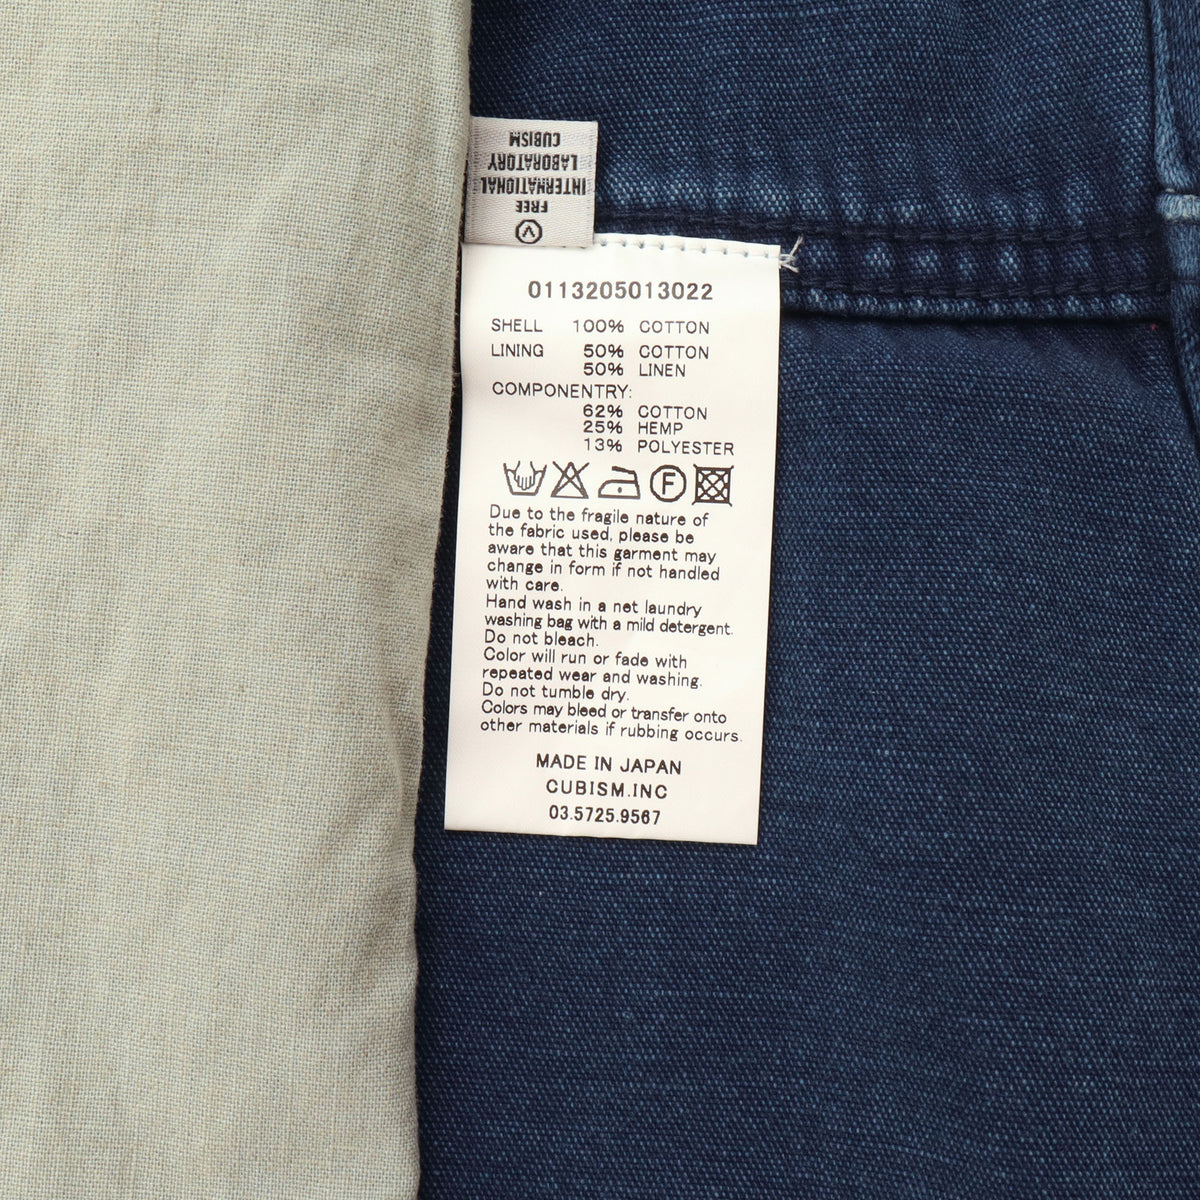 FREE
INTERNATIONAL
LABORATORY
CUBISM
0113205013022
SHELL 100% COTTON
LINING 50% COTTON
50% LINEN
COMPONENTRY:
62% COTTON
25% HEMP
13% POLYESTER
F
Due to the fragile nature of
the fabric used, please be
aware that this garment may
change in form if not handled
with care.
Hand wash in a net laundry
washing bag with a mild detergent.
Do not bleach.
Color will run or fade with
repeated wear and washing.
Do not tumble dry.
Colors may bleed or transfer onto
other materials if rubbing occurs.
MADE IN JAPAN
CUBISM.INC
03.5725.9567